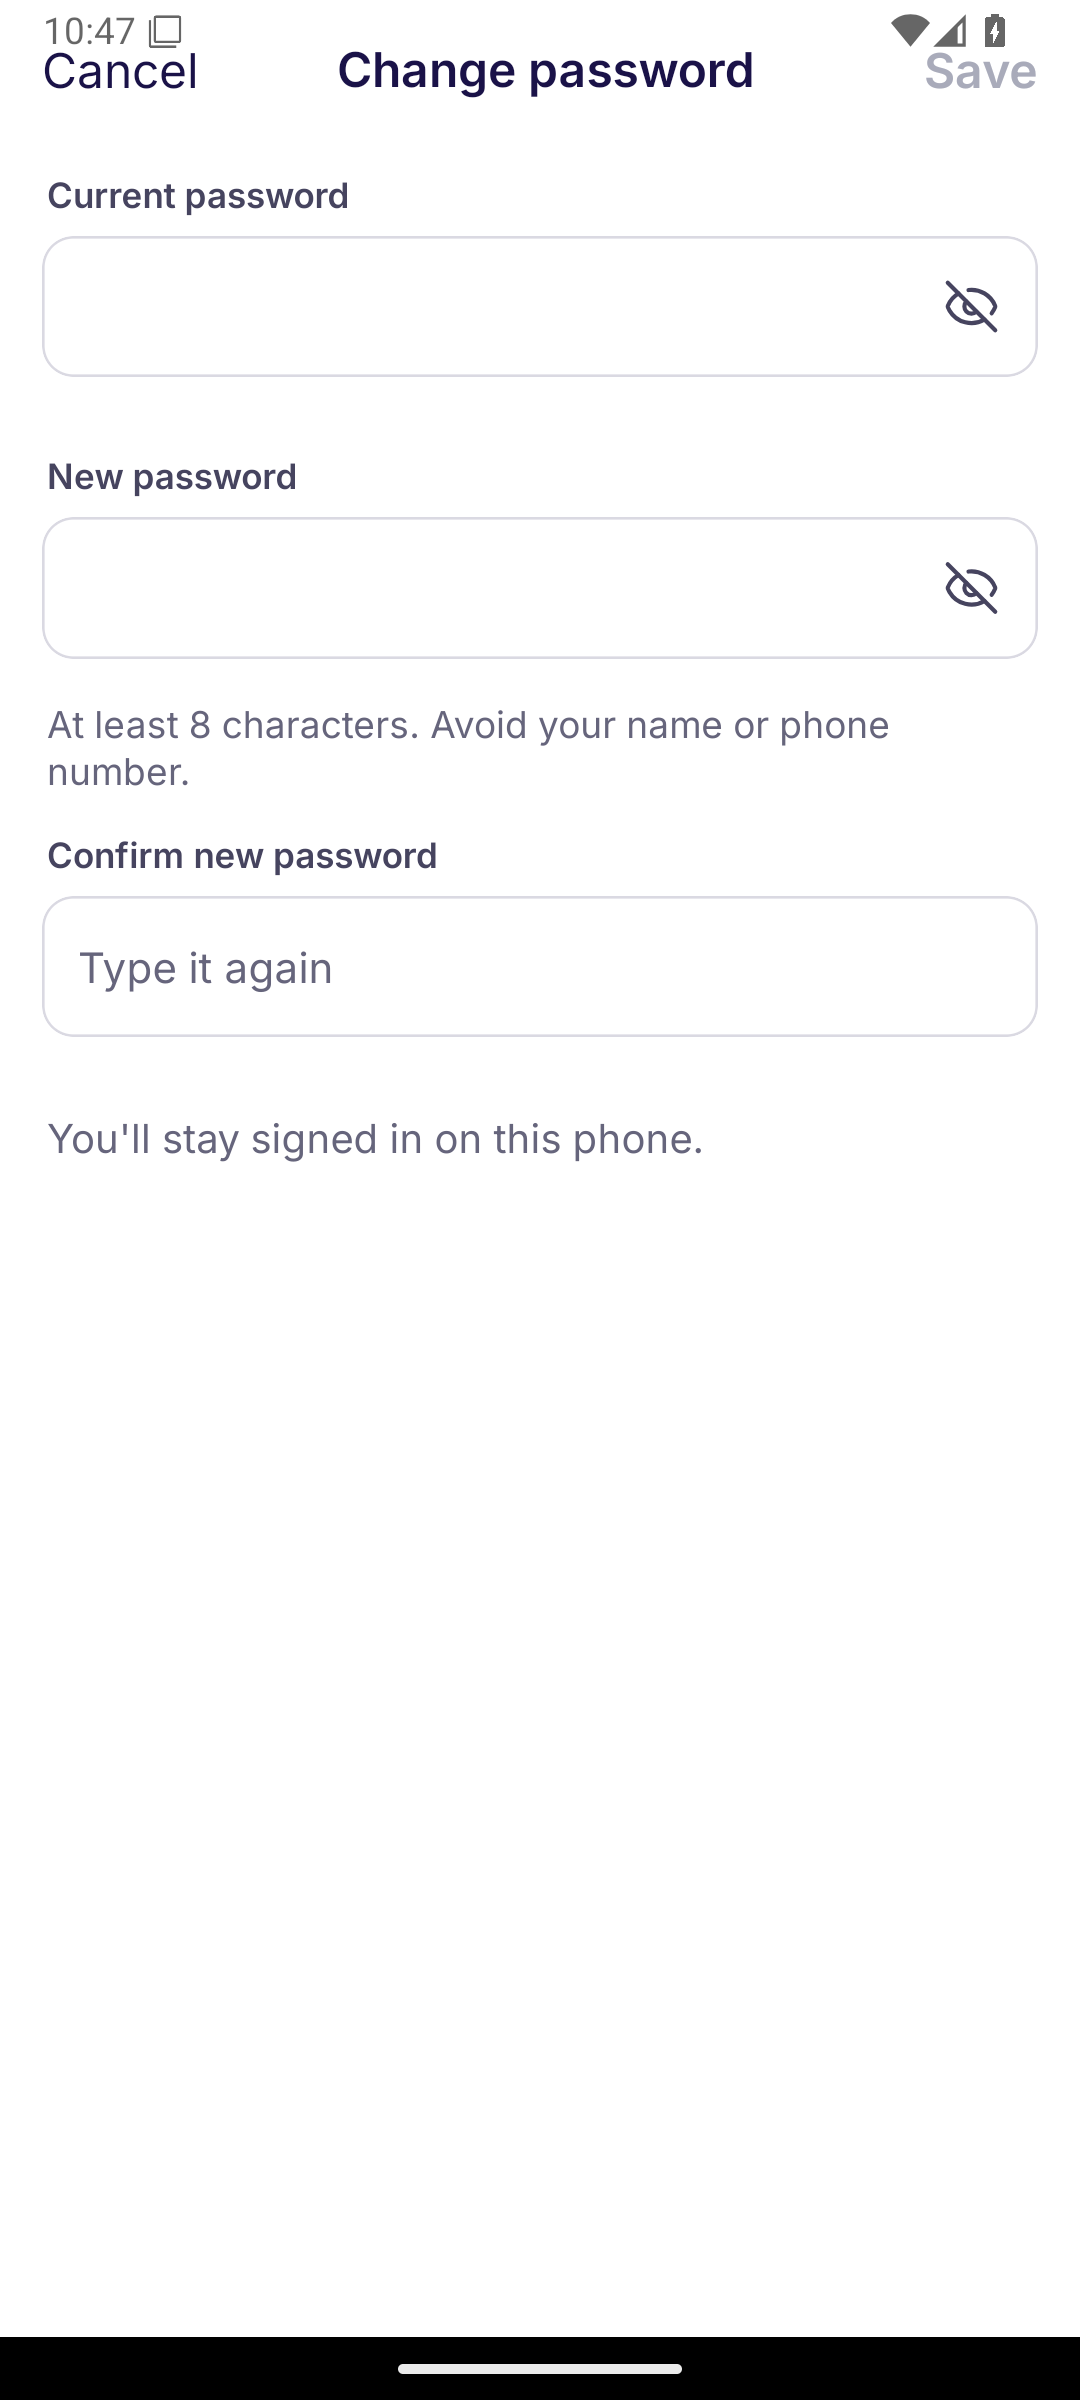 10:47
Cancel
Change password
Save
Current password
New password
At least 8 characters. Avoid your name or phone
number.
Confirm new password
Type it again
You'll stay signed in on this phone.